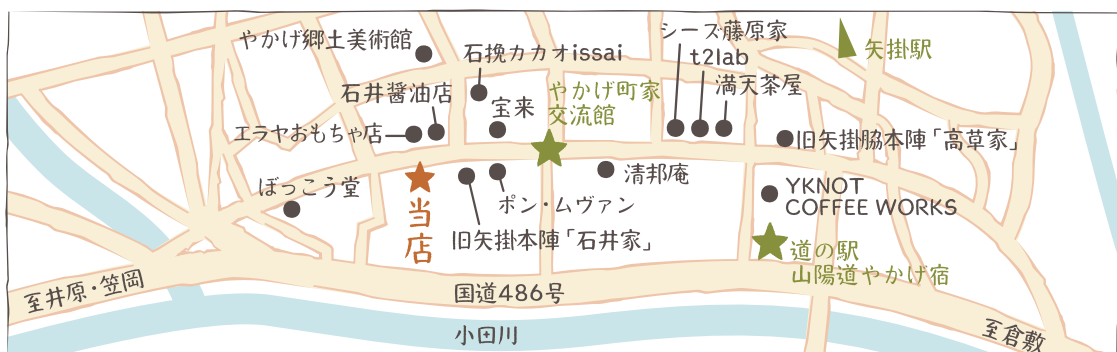 やかげ郷土美術館
石挽カカオissai
シーズ藤原家
t2lab
満天茶屋
矢掛駅
石井醤油店
宝来
やかげ町家
交流館
エラヤおもちゃ店
旧矢掛脇本陣「高草家」
ぼっこう堂
当店
ポン・ムヴァン
清邦庵
YKNOT
COFFEE WORKS
旧矢掛本陣「石井家」
道の駅
山陽道やかげ宿
至井原・笠岡
国道486号
小田川
至倉敷